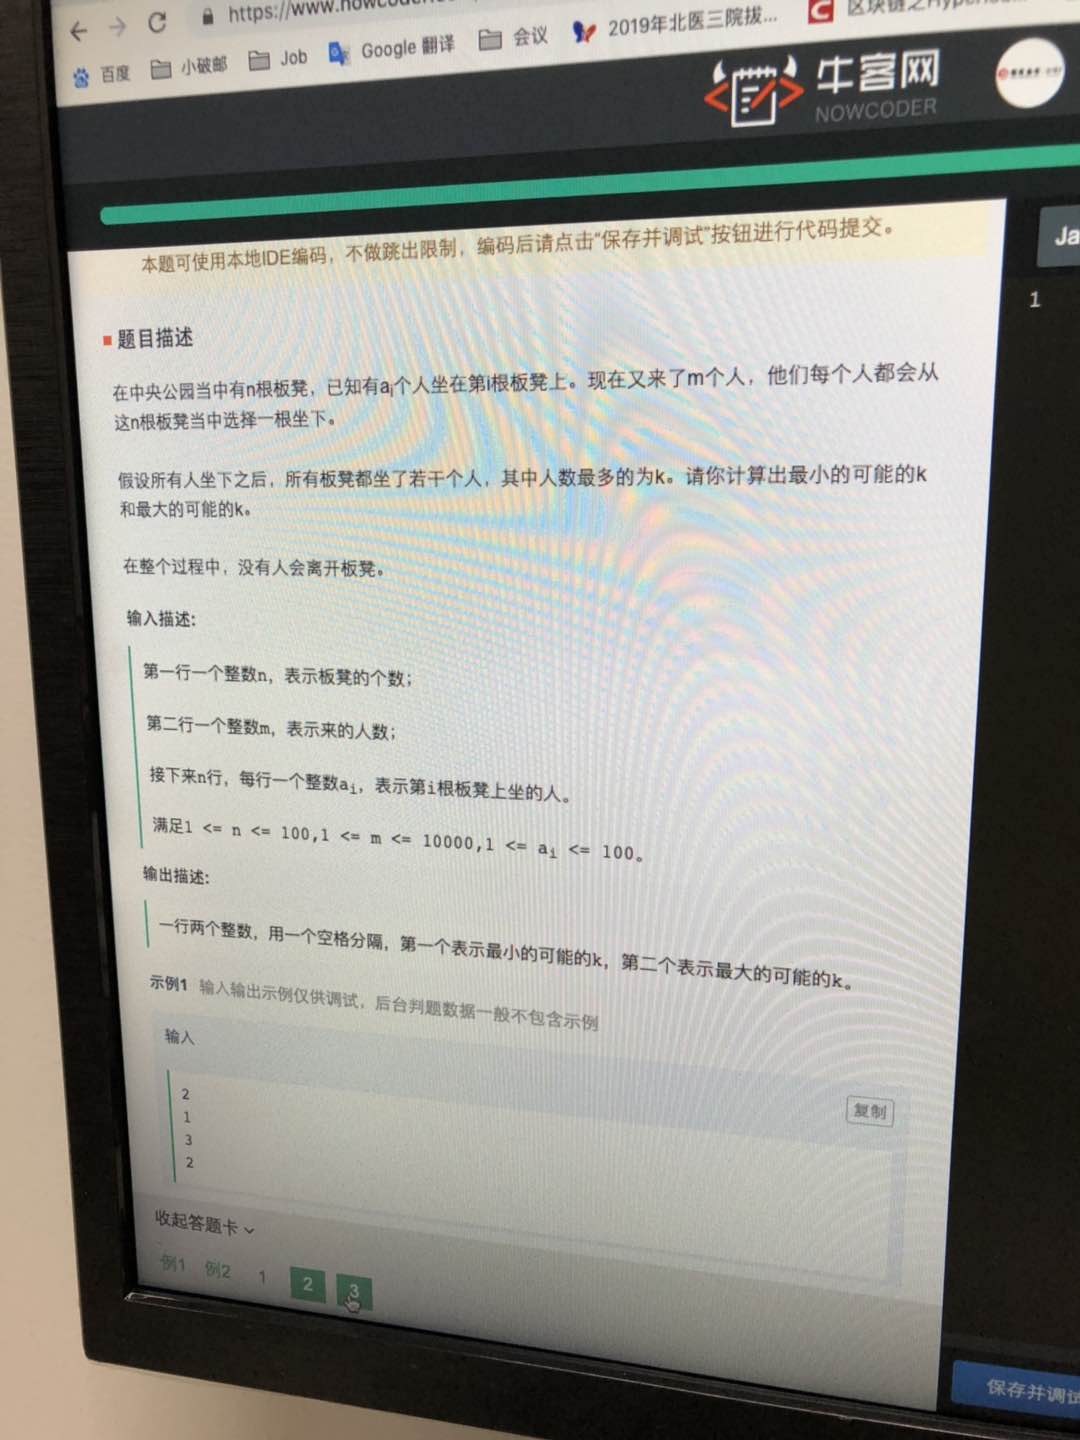 https://www.nowcoder.
百度 小破邮 Job Google 翻译 会议 2019年北医三院拔...
牛客网
NOWCODER
本题可使用本地IDE编码，不做跳出限制，编码后请点击“保存并调试”按钮进行代码提交。
Ja
1
题目描述
在中央公园当中有n根板凳，已知有aᵢ个人坐在第i根板凳上。现在又来了m个人，他们每个人都会从
这n根板凳当中选择一根坐下。
假设所有人坐下之后，所有板凳都坐了若干个人，其中人数最多的为k。请你计算出最小的可能的k
和最大的可能的k。
在整个过程中，没有人会离开板凳。
输入描述:
第一行一个整数n，表示板凳的个数；
第二行一个整数m，表示来的人数；
接下来n行，每行一个整数aᵢ，表示第i根板凳上坐的人。
满足1 <= n <= 100,1 <= m <= 10000,1 <= aᵢ <= 100。
输出描述:
一行两个整数，用一个空格分隔，第一个表示最小的可能的k，第二个表示最大的可能的k。
示例1 输入输出示例仅供调试，后台判题数据一般不包含示例
输入
复制
2
1
3
2
收起答题卡
例1 例2 1 2 3
保存并调试